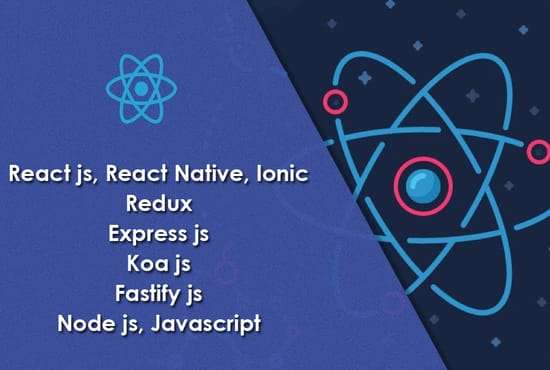 React js, React Native, Ionic
Redux
Express js
Koa js
Fastify js
Node js, Javascript